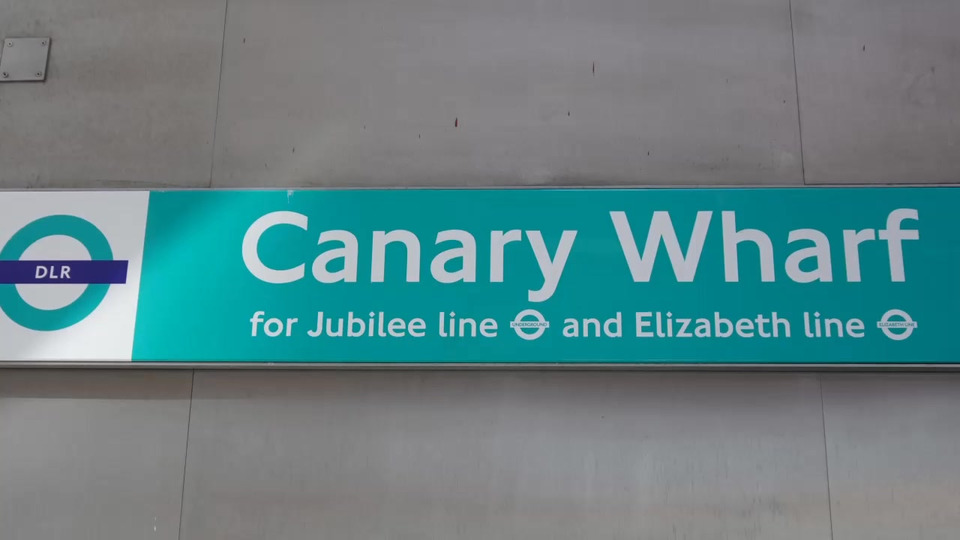 DLR
Canary Wharf
for Jubilee line UNDERGROUND and Elizabeth line ELIZABETH LINE